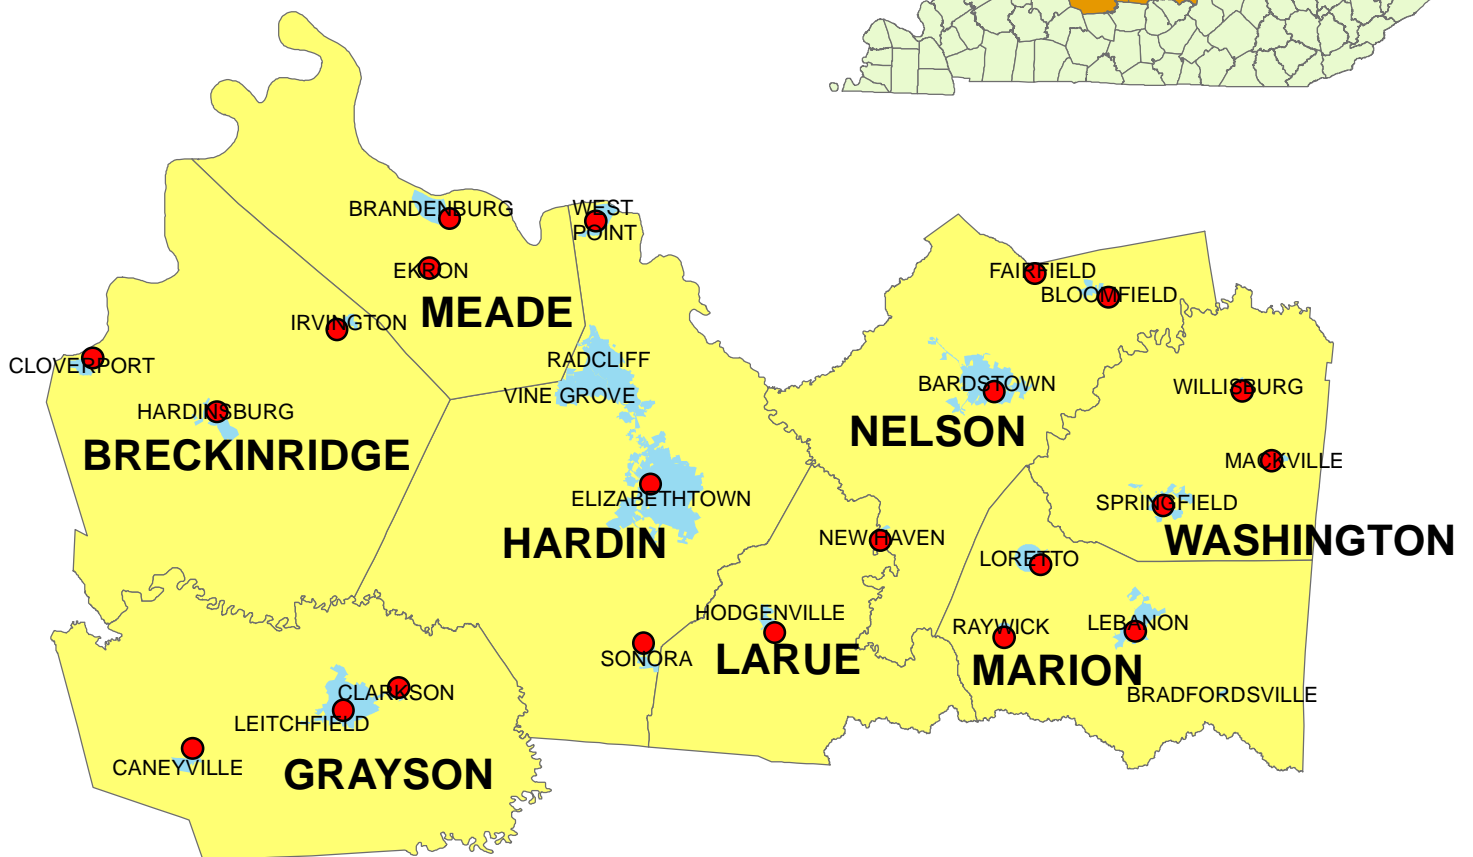 BRANDENBURG
WEST
POINT
EKRON
FAIRFIELD
BLOOMFIELD
MEADE
IRVINGTON
CLOVERPORT
RADCLIFF
VINE GROVE
BARDSTOWN
WILLISBURG
HARDINSBURG
NELSON
BRECKINRIDGE
MACKVILLE
ELIZABETHTOWN
SPRINGFIELD
HARDIN
NEW HAVEN
WASHINGTON
LORETTO
HODGENVILLE
RAYWICK
LEBANON
SONORA
LARUE
MARION
CLARKSON
BRADFORDSVILLE
LEITCHFIELD
CANEYVILLE
GRAYSON